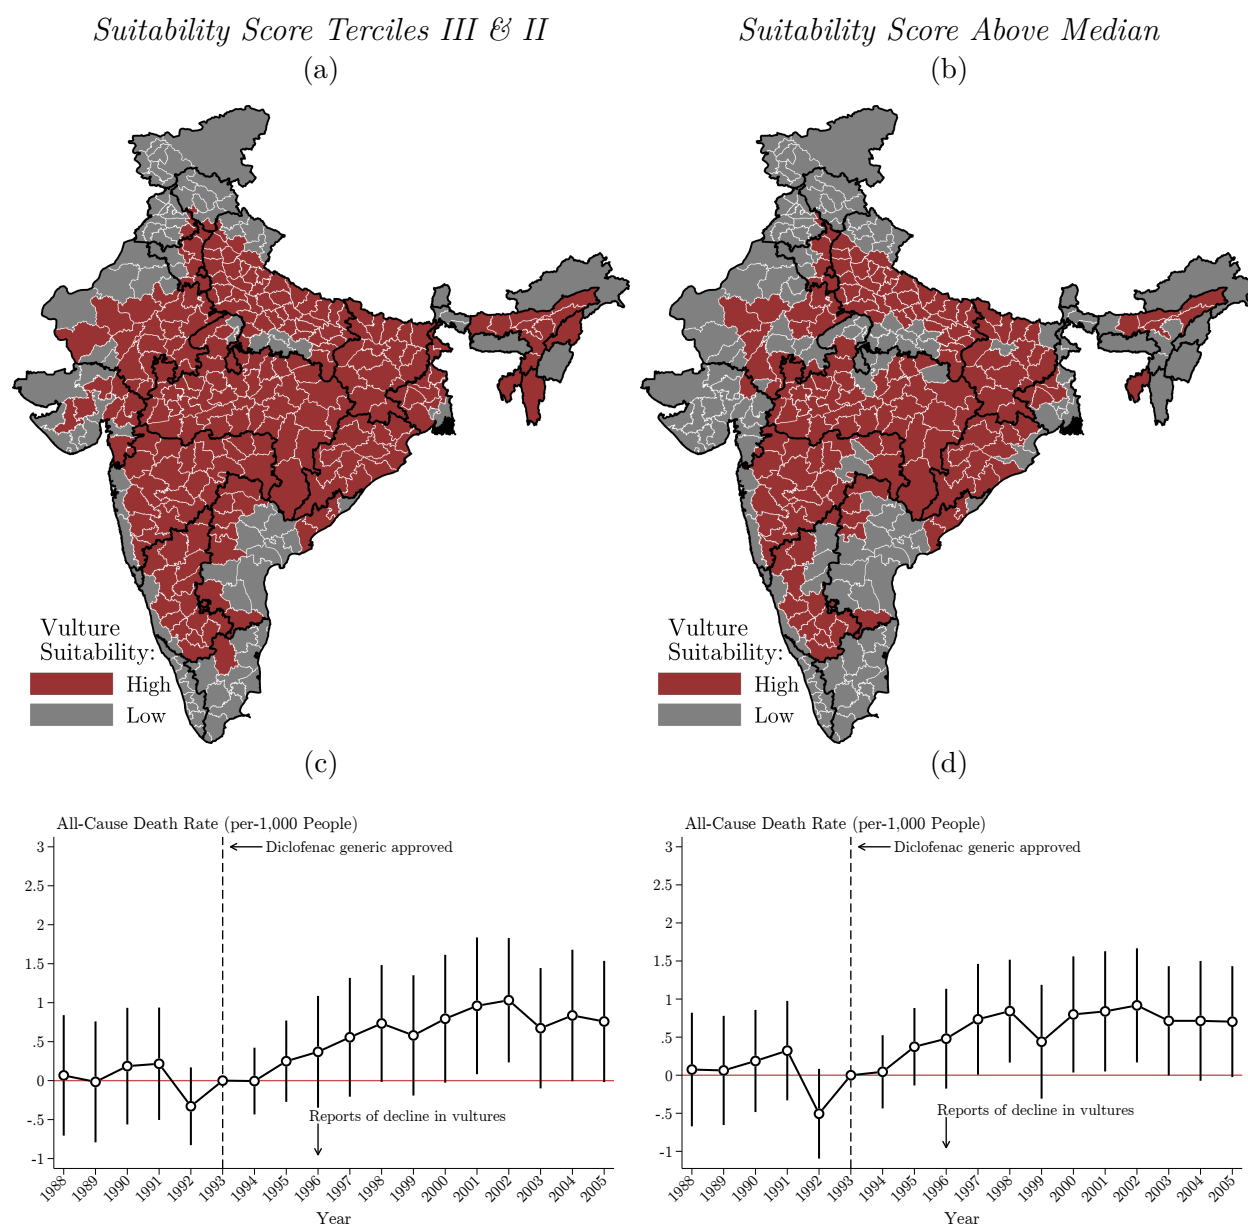 Suitability Score Terciles III & II
(a)
Suitability Score Above Median
(b)
Vulture
Suitability:
High
Low
Vulture
Suitability:
High
Low
(c)
All-Cause Death Rate (per-1,000 People)
3
2.5
2
1.5
1
.5
0
-.5
-1
Diclofenac generic approved
Reports of decline in vultures
1988
1989
1990
1991
1992
1993
1994
1995
1996
1997
1998
1999
2000
2001
2002
2003
2004
2005
Year
(d)
All-Cause Death Rate (per-1,000 People)
3
2.5
2
1.5
1
.5
0
-.5
-1
Diclofenac generic approved
Reports of decline in vultures
1988
1989
1990
1991
1992
1993
1994
1995
1996
1997
1998
1999
2000
2001
2002
2003
2004
2005
Year